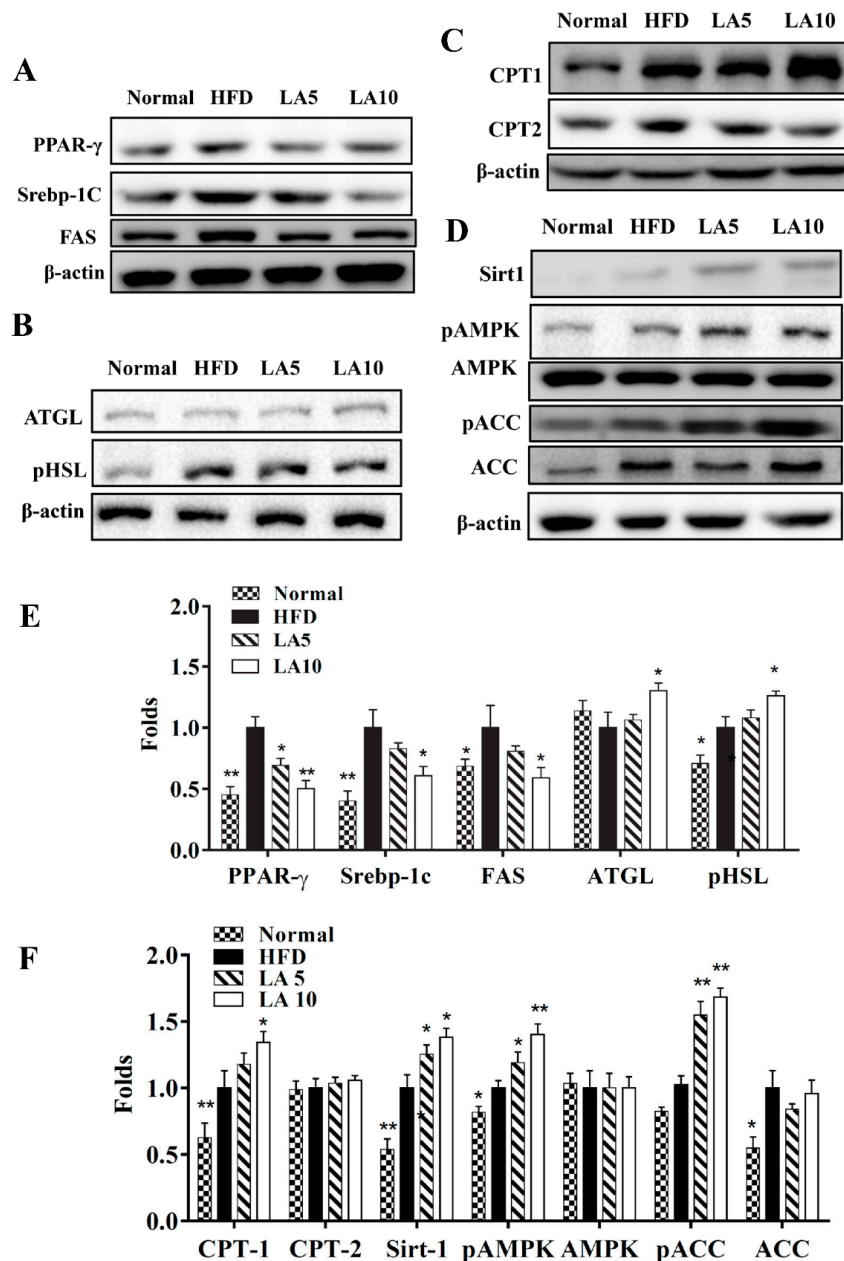 A
Normal HFD LA5 LA10
PPAR-γ
Srebp-1C
FAS
β-actin
B
Normal HFD LA5 LA10
ATGL
pHSL
β-actin
C
Normal HFD LA5 LA10
CPT1
CPT2
β-actin
D
Normal HFD LA5 LA10
Sirt1
pAMPK
AMPK
pACC
ACC
β-actin
E
Normal
HFD
LA5
LA10
Folds
2.0
1.5
1.0
0.5
0.0
** * **
** *
* *
*
* * *
PPAR-γ Srebp-1c FAS ATGL pHSL
F
Normal
HFD
LA 5
LA 10
Folds
2.0
1.5
1.0
0.5
0.0
** *
** * * *
* * **
** **
*
CPT-1 CPT-2 Sirt-1 pAMPK AMPK pACC ACC